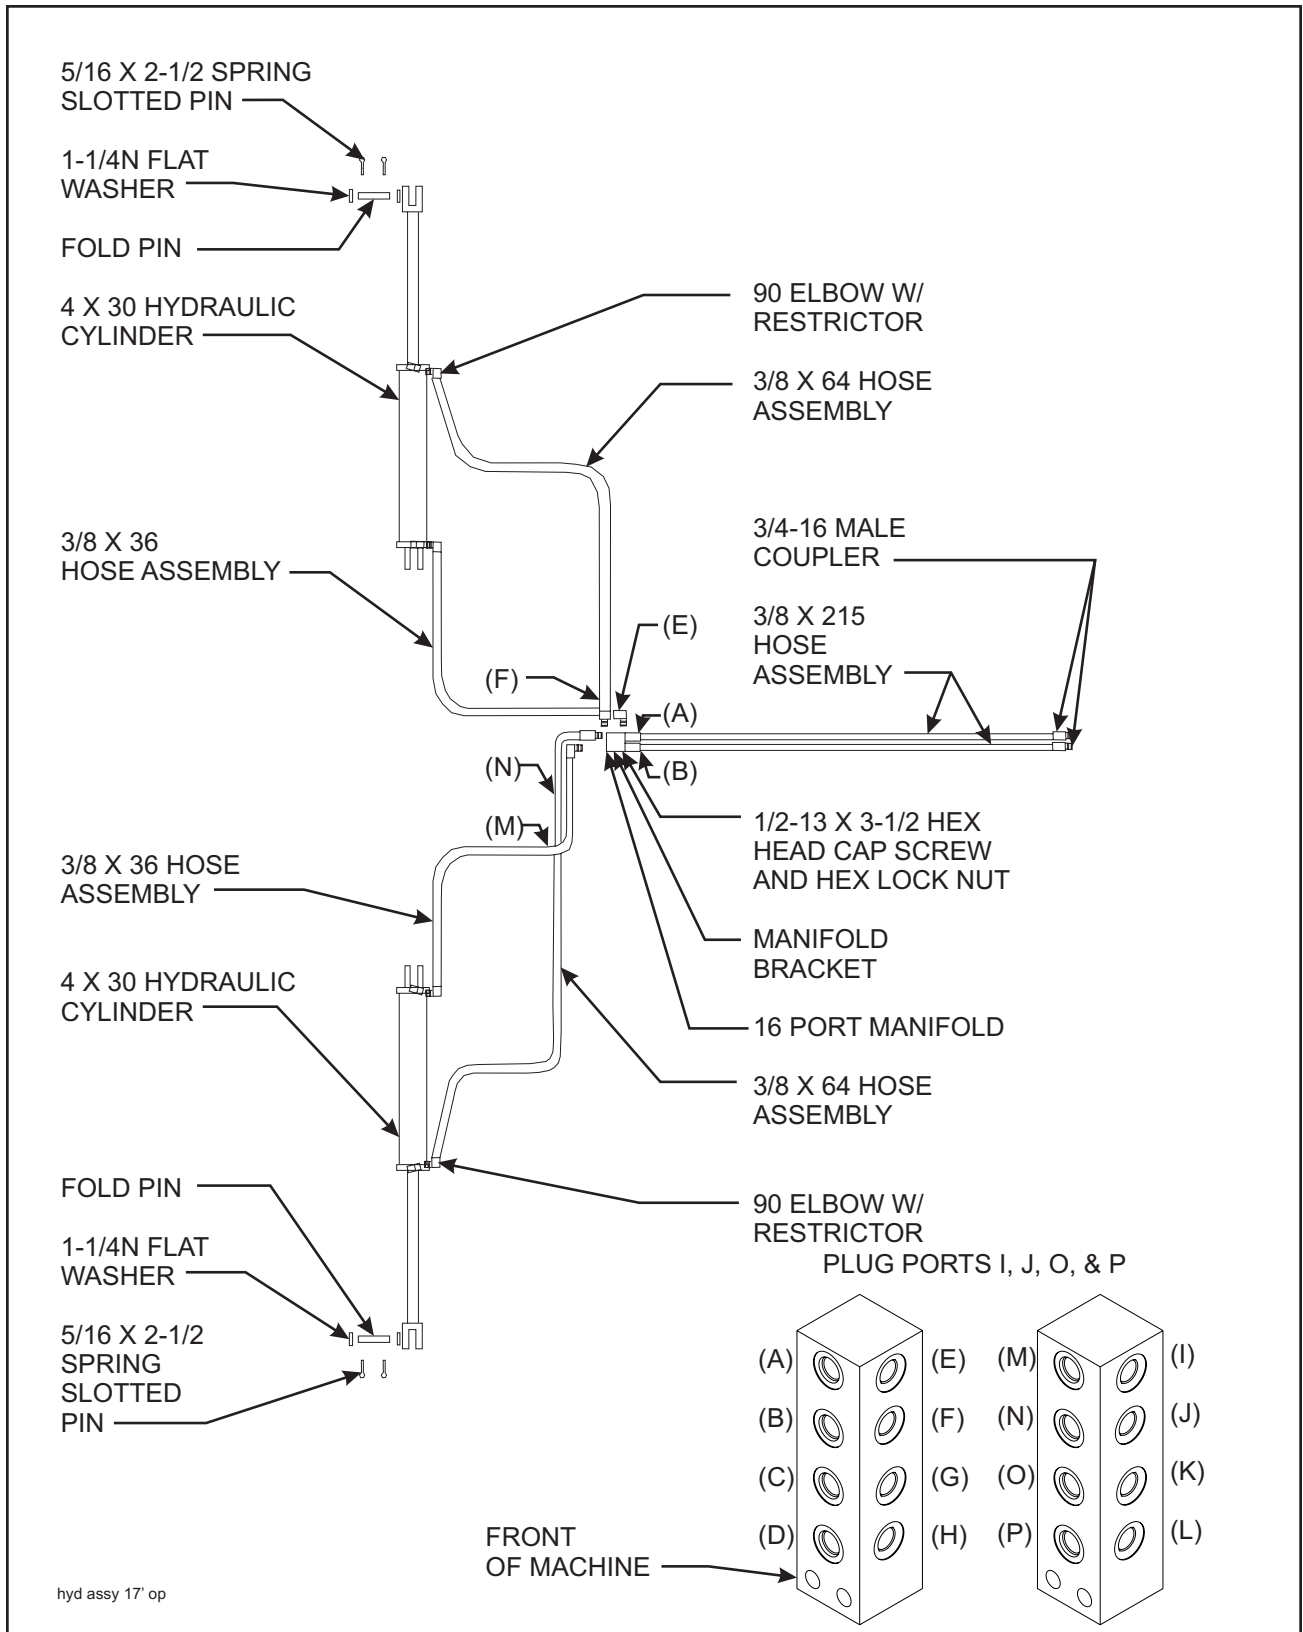 5/16 X 2-1/2 SPRING
SLOTTED PIN
1-1/4N FLAT
WASHER
FOLD PIN
4 X 30 HYDRAULIC
CYLINDER
90 ELBOW W/
RESTRICTOR
3/8 X 64 HOSE
ASSEMBLY
3/8 X 36
HOSE ASSEMBLY
3/4-16 MALE
COUPLER
3/8 X 215
HOSE
ASSEMBLY
(E)
(F)
(A)
(B)
(N)
(M)
1/2-13 X 3-1/2 HEX
HEAD CAP SCREW
AND HEX LOCK NUT
3/8 X 36 HOSE
ASSEMBLY
MANIFOLD
BRACKET
4 X 30 HYDRAULIC
CYLINDER
16 PORT MANIFOLD
3/8 X 64 HOSE
ASSEMBLY
FOLD PIN
90 ELBOW W/
RESTRICTOR
1-1/4N FLAT
WASHER
5/16 X 2-1/2
SPRING
SLOTTED
PIN
PLUG PORTS I, J, O, & P
(A) (E) (M) (I)
(B) (F) (N) (J)
(C) (G) (O) (K)
(D) (H) (P) (L)
FRONT
OF MACHINE
hyd assy 17' op